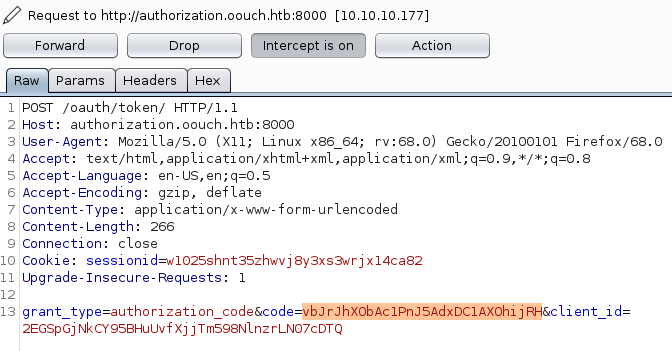 Request to http://authorization.oouch.htb:8000 [10.10.10.177]
Forward Drop Intercept is on Action
Raw Params Headers Hex
1 POST /oauth/token/ HTTP/1.1
2 Host: authorization.oouch.htb:8000
3 User-Agent: Mozilla/5.0 (X11; Linux x86_64; rv:68.0) Gecko/20100101 Firefox/68.0
4 Accept: text/html,application/xhtml+xml,application/xml;q=0.9,*/*;q=0.8
5 Accept-Language: en-US,en;q=0.5
6 Accept-Encoding: gzip, deflate
7 Content-Type: application/x-www-form-urlencoded
8 Content-Length: 266
9 Connection: close
10 Cookie: sessionid=w1025shnt35zhwvj8y3xs3wrjx14ca82
11 Upgrade-Insecure-Requests: 1
12
13 grant_type=authorization_code&code=vbJrJhXObAc1PnJ5AdxDC1AXOhijRH&client_id=
2EGSpGjNkCY95BHuUvfXjjTm598NlnzrLN07cDTQ